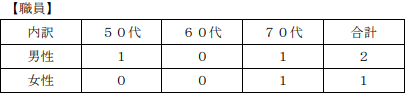 【職員】
内訳 ５０代 ６０代 ７０代 合計
男性 １ ０ １ ２
女性 ０ ０ １ １